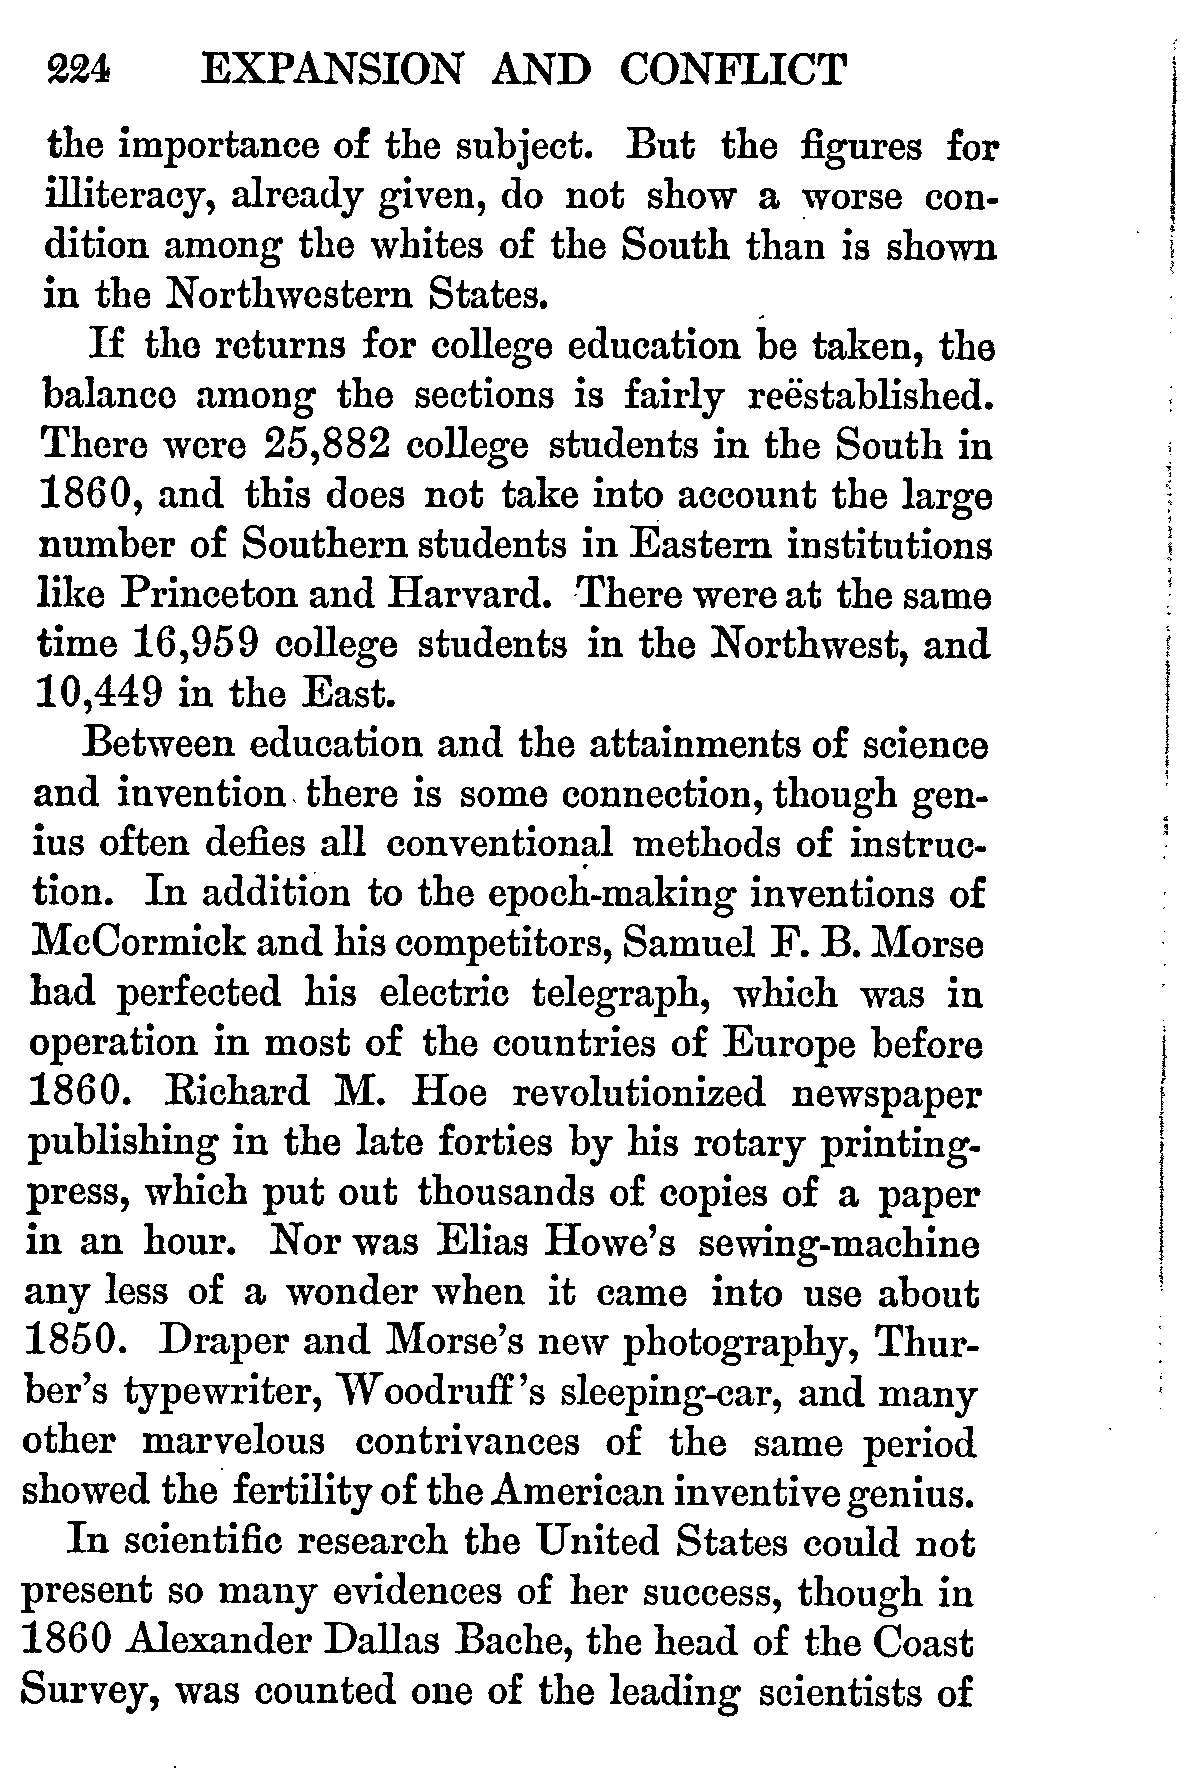 224 EXPANSION AND CONFLICT
the importance of the subject. But the figures for
illiteracy, already given, do not show a worse con-
dition among the whites of the South than is shown
in the Northwestern States.
If the returns for college education be taken, the
balance among the sections is fairly reëstablished.
There were 25,882 college students in the South in
1860, and this does not take into account the large
number of Southern students in Eastern institutions
like Princeton and Harvard. There were at the same
time 16,959 college students in the Northwest, and
10,449 in the East.
Between education and the attainments of science
and invention there is some connection, though gen-
ius often defies all conventional methods of instruc-
tion. In addition to the epoch-making inventions of
McCormick and his competitors, Samuel F. B. Morse
had perfected his electric telegraph, which was in
operation in most of the countries of Europe before
1860. Richard M. Hoe revolutionized newspaper
publishing in the late forties by his rotary printing-
press, which put out thousands of copies of a paper
in an hour. Nor was Elias Howe's sewing-machine
any less of a wonder when it came into use about
1850. Draper and Morse's new photography, Thur-
ber's typewriter, Woodruff's sleeping-car, and many
other marvelous contrivances of the same period
showed the fertility of the American inventive genius.
In scientific research the United States could not
present so many evidences of her success, though in
1860 Alexander Dallas Bache, the head of the Coast
Survey, was counted one of the leading scientists of